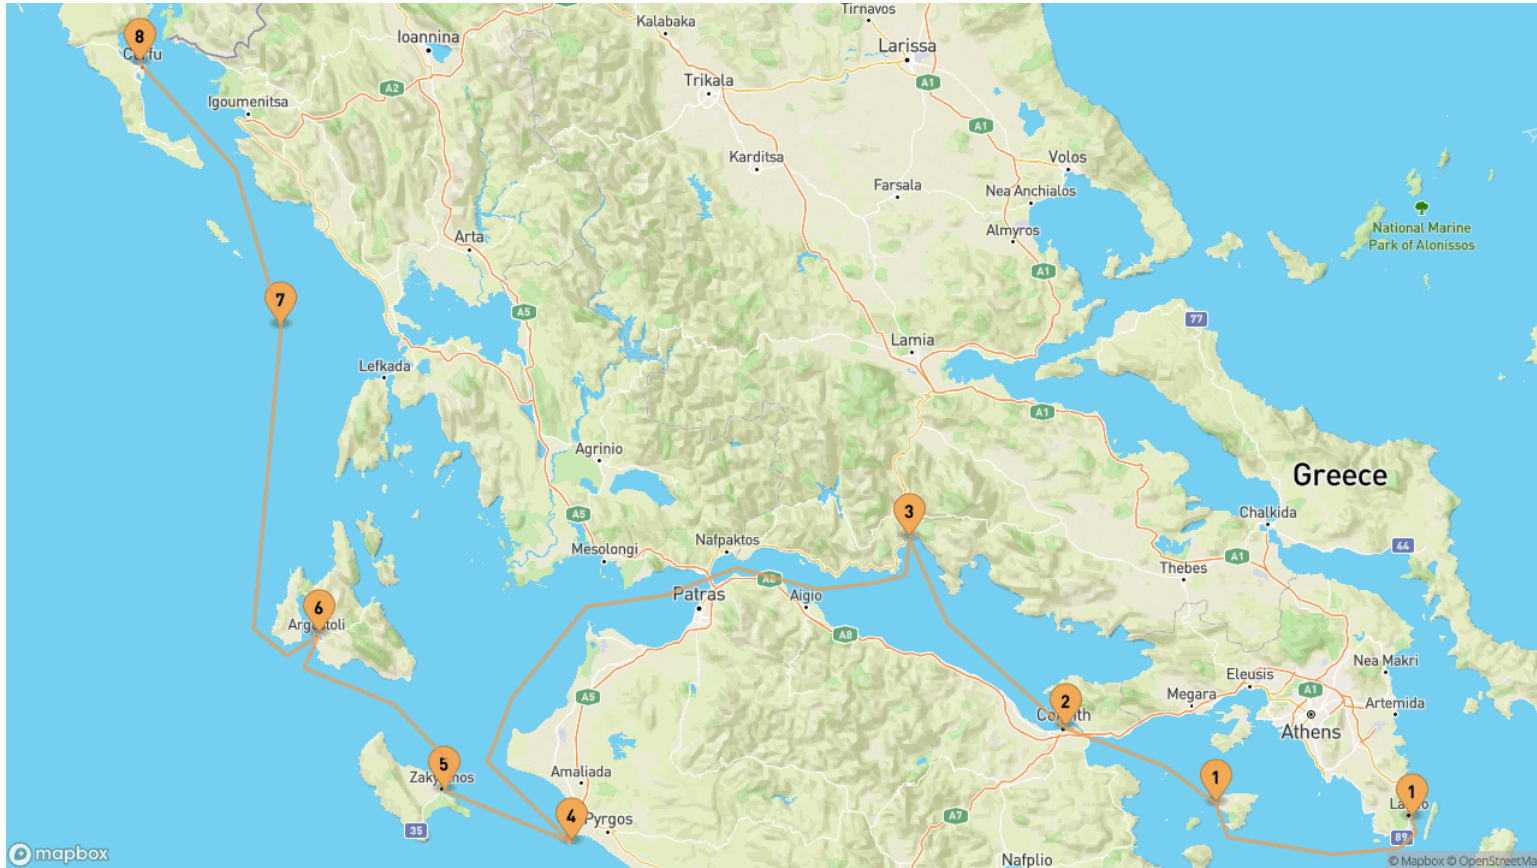 Tirnavos
Kalabaka
8
Corfu
Ioannina
Larissa
Trikala
A1
A2
Igoumenitsa
A1
Karditsa
Volos
Farsala
Nea Anchialos
National Marine
Park of Alonissos
Arta
Almyros
A1
7
A5
77
Lamia
Lefkada
A1
Agrinio
Greece
3
Chalkida
A5
Nafpaktos
Mesolongi
A1
44
Thebes
A8
Patras
Aigio
6
Argostoli
A8
Nea Makri
Eleusis
Megara
A1
Artemida
A5
2
Corinth
Athens
5
Zakynthos
Amaliada
1
1
Lavrio
4
Pyrgos
A7
35
89
Nafplio
mapbox
© Mapbox © OpenStreetMa